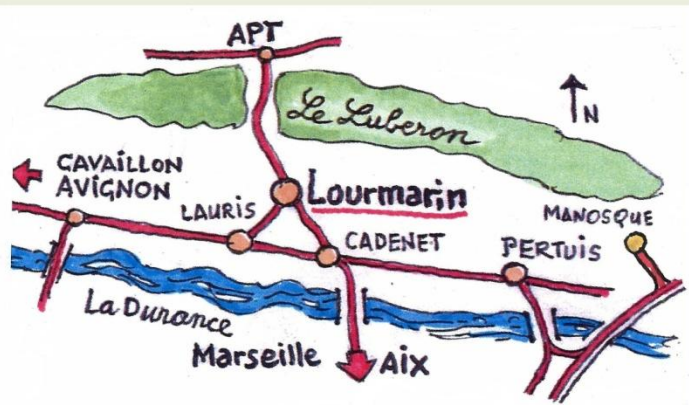 APT
Le Luberon
N
CAVAILLON
AVIGNON
LAURIS
Lourmarin
MANOSQUE
CADENET
PERTUIS
La Durance
Marseille
Aix